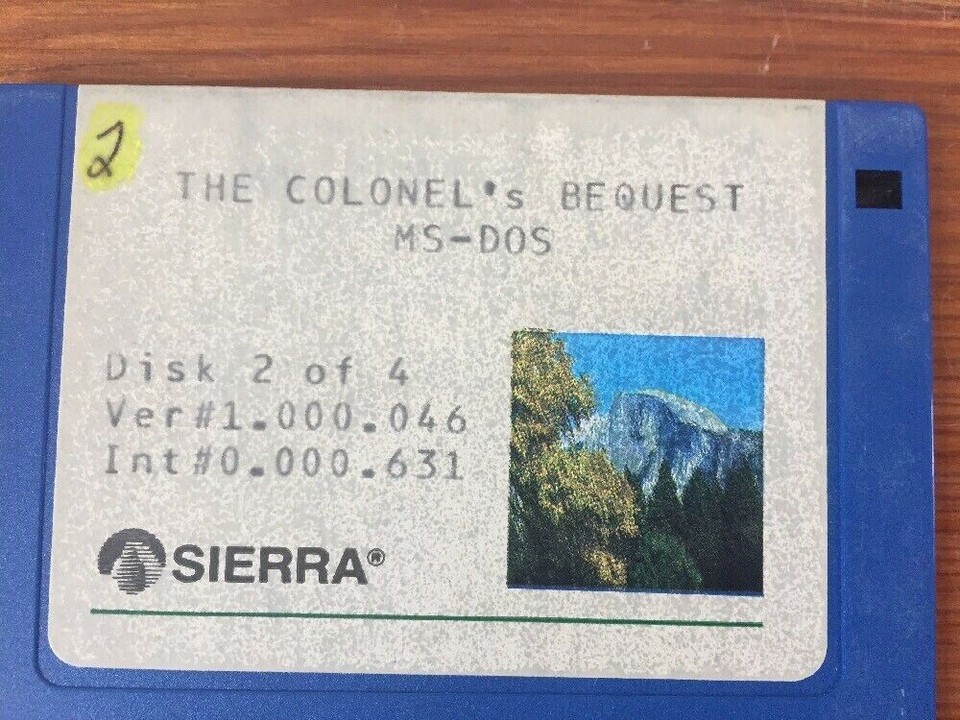 2
THE COLONEL's BEQUEST
MS-DOS
Disk 2 of 4
Ver#1.000.046
Int#0.000.631
SIERRA®